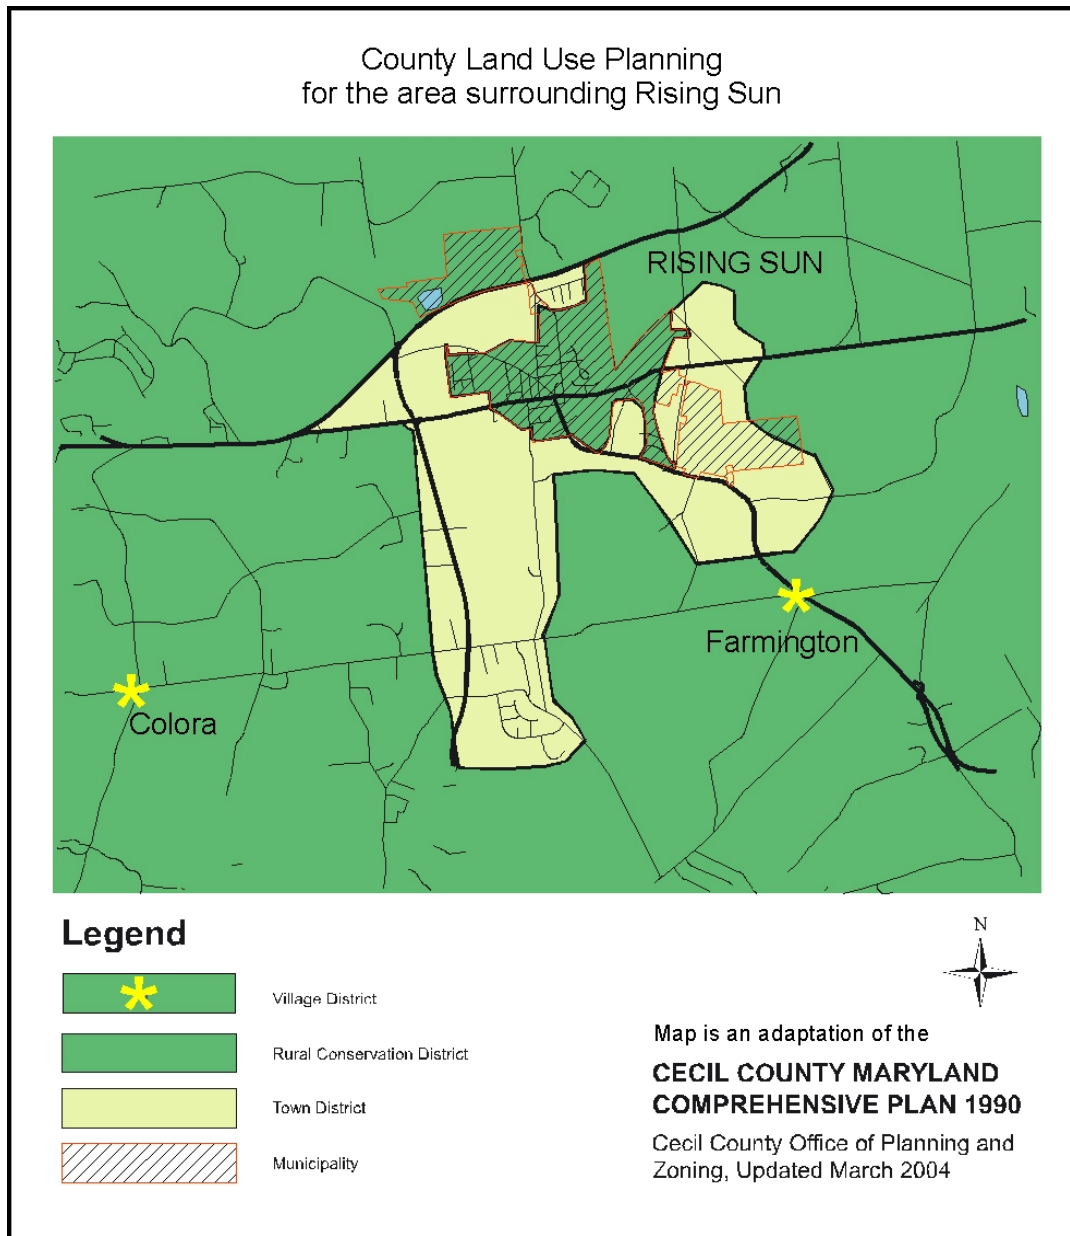 County Land Use Planning
for the area surrounding Rising Sun
RISING SUN
Farmington
Colora
Legend
Village District
Rural Conservation District
Town District
Municipality
N
Map is an adaptation of the
CECIL COUNTY MARYLAND
COMPREHENSIVE PLAN 1990
Cecil County Office of Planning and
Zoning, Updated March 2004